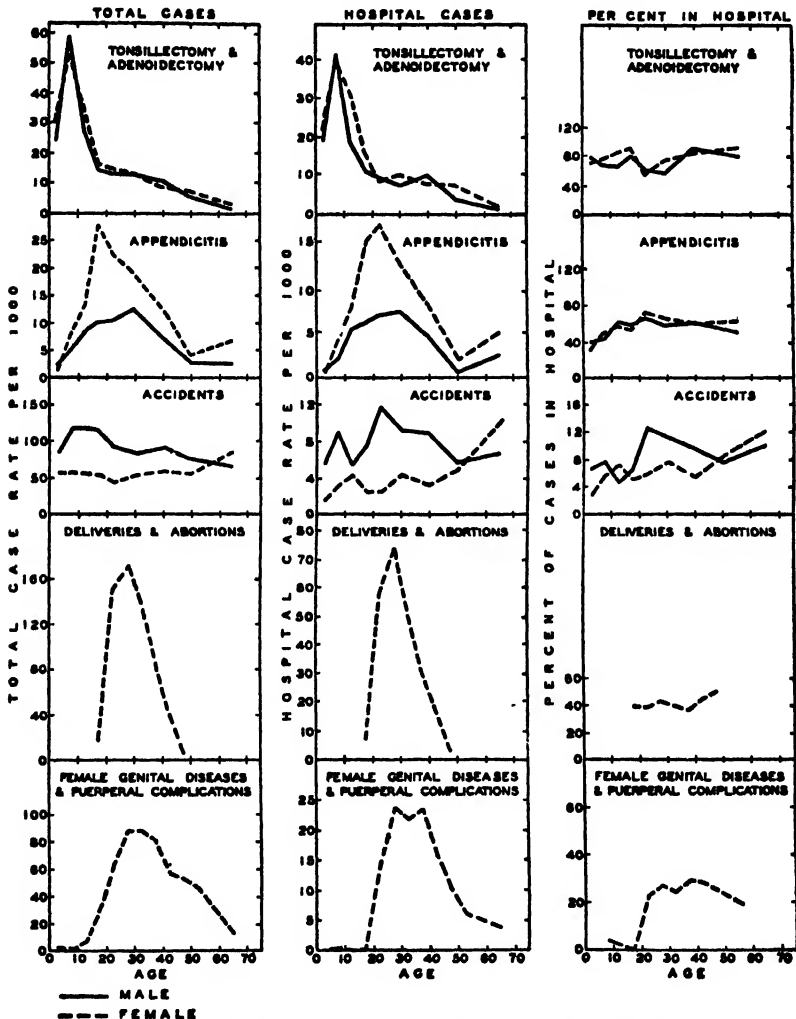 TOTAL CASES
HOSPITAL CASES
PER CENT IN HOSPITAL
TOTAL CASE RATE PER 1000
HOSPITAL CASE RATE PER 1000
PERCENT OF CASES IN HOSPITAL
TONSILLECTOMY &
ADENOIDECTOMY
60
50
40
30
20
10
0
TONSILLECTOMY &
ADENOIDECTOMY
40
30
20
10
0
TONSILLECTOMY &
ADENOIDECTOMY
120
80
40
0
APPENDICITIS
25
20
15
10
5
0
APPENDICITIS
15
10
5
0
APPENDICITIS
120
80
40
0
ACCIDENTS
150
100
50
0
ACCIDENTS
12
8
4
0
ACCIDENTS
16
12
8
4
0
DELIVERIES & ABORTIONS
160
120
80
40
0
DELIVERIES & ABORTIONS
80
70
60
50
40
30
20
10
0
DELIVERIES & ABORTIONS
60
40
20
0
FEMALE GENITAL DISEASES
& PUERPERAL COMPLICATIONS
100
80
60
40
20
0
FEMALE GENITAL DISEASES
& PUERPERAL COMPLICATIONS
25
20
15
10
5
0
FEMALE GENITAL DISEASES
& PUERPERAL COMPLICATIONS
60
40
20
0
0 10 20 30 40 50 60 70
AGE
0 10 20 30 40 50 60 70
AGE
0 10 20 30 40 50 60 70
AGE
MALE
FEMALE